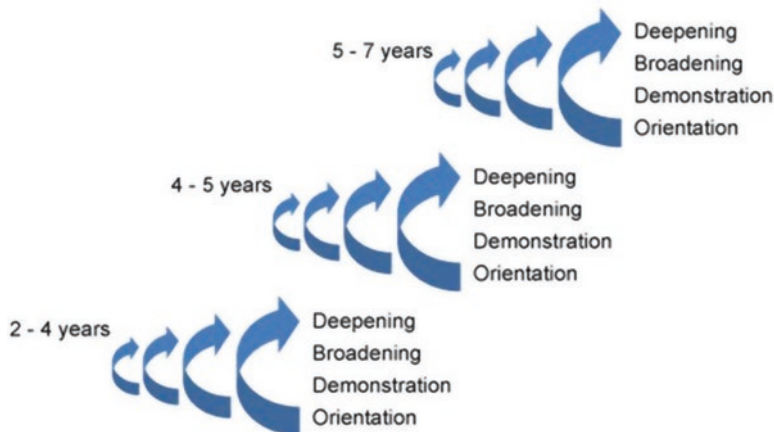 5 - 7 years
Deepening
Broadening
Demonstration
Orientation
4 - 5 years
Deepening
Broadening
Demonstration
Orientation
2 - 4 years
Deepening
Broadening
Demonstration
Orientation